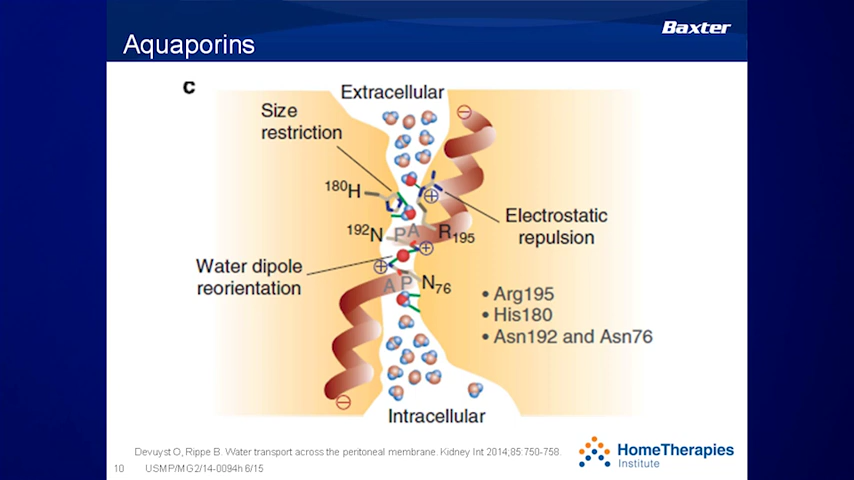 Baxter
Aquaporins
c
Extracellular
Size
restriction
180H
Electrostatic
repulsion
192N
P A
R195
Water dipole
reorientation
A P
N76
• Arg195
• His180
• Asn192 and Asn76
Intracellular
Devuyst O, Rippe B. Water transport across the peritoneal membrane. Kidney Int 2014;85:750-758.
10 USMP/MG2/14-0094h 6/15
HomeTherapies
Institute